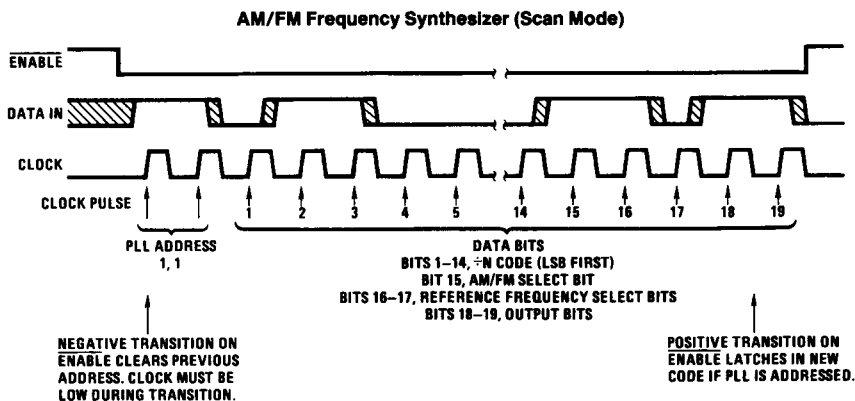 AM/FM Frequency Synthesizer (Scan Mode)
ENABLE
DATA IN
CLOCK
CLOCK PULSE
1 2 3 4 5 14 15 16 17 18 19
PLL ADDRESS
1, 1
DATA BITS
BITS 1–14, ÷N CODE (LSB FIRST)
BIT 15, AM/FM SELECT BIT
BITS 16–17, REFERENCE FREQUENCY SELECT BITS
BITS 18–19, OUTPUT BITS
NEGATIVE TRANSITION ON
ENABLE CLEARS PREVIOUS
ADDRESS. CLOCK MUST BE
LOW DURING TRANSITION.
POSITIVE TRANSITION ON
ENABLE LATCHES IN NEW
CODE IF PLL IS ADDRESSED.